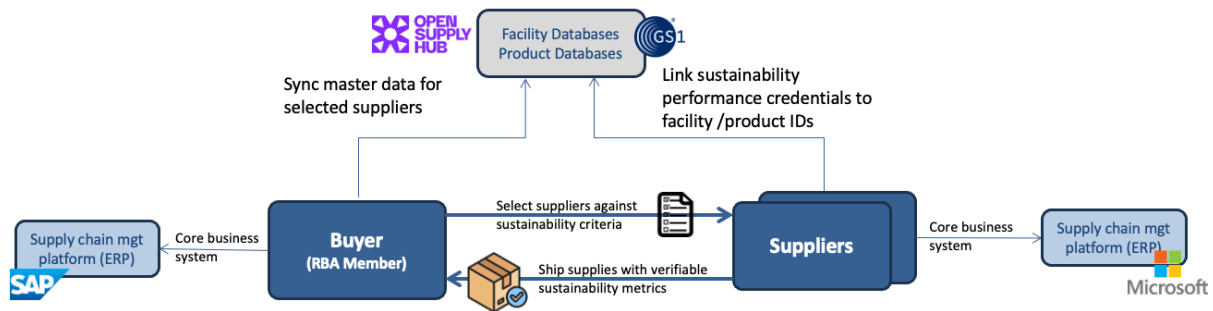 OPEN
SUPPLY
HUB
Facility Databases
Product Databases
GS1
Sync master data for
selected suppliers
Link sustainability
performance credentials to
facility /product IDs
Supply chain mgt
platform (ERP)
SAP
Core business
system
Buyer
(RBA Member)
Select suppliers against
sustainability criteria
Ship supplies with verifiable
sustainability metrics
Suppliers
Core business
system
Supply chain mgt
platform (ERP)
Microsoft